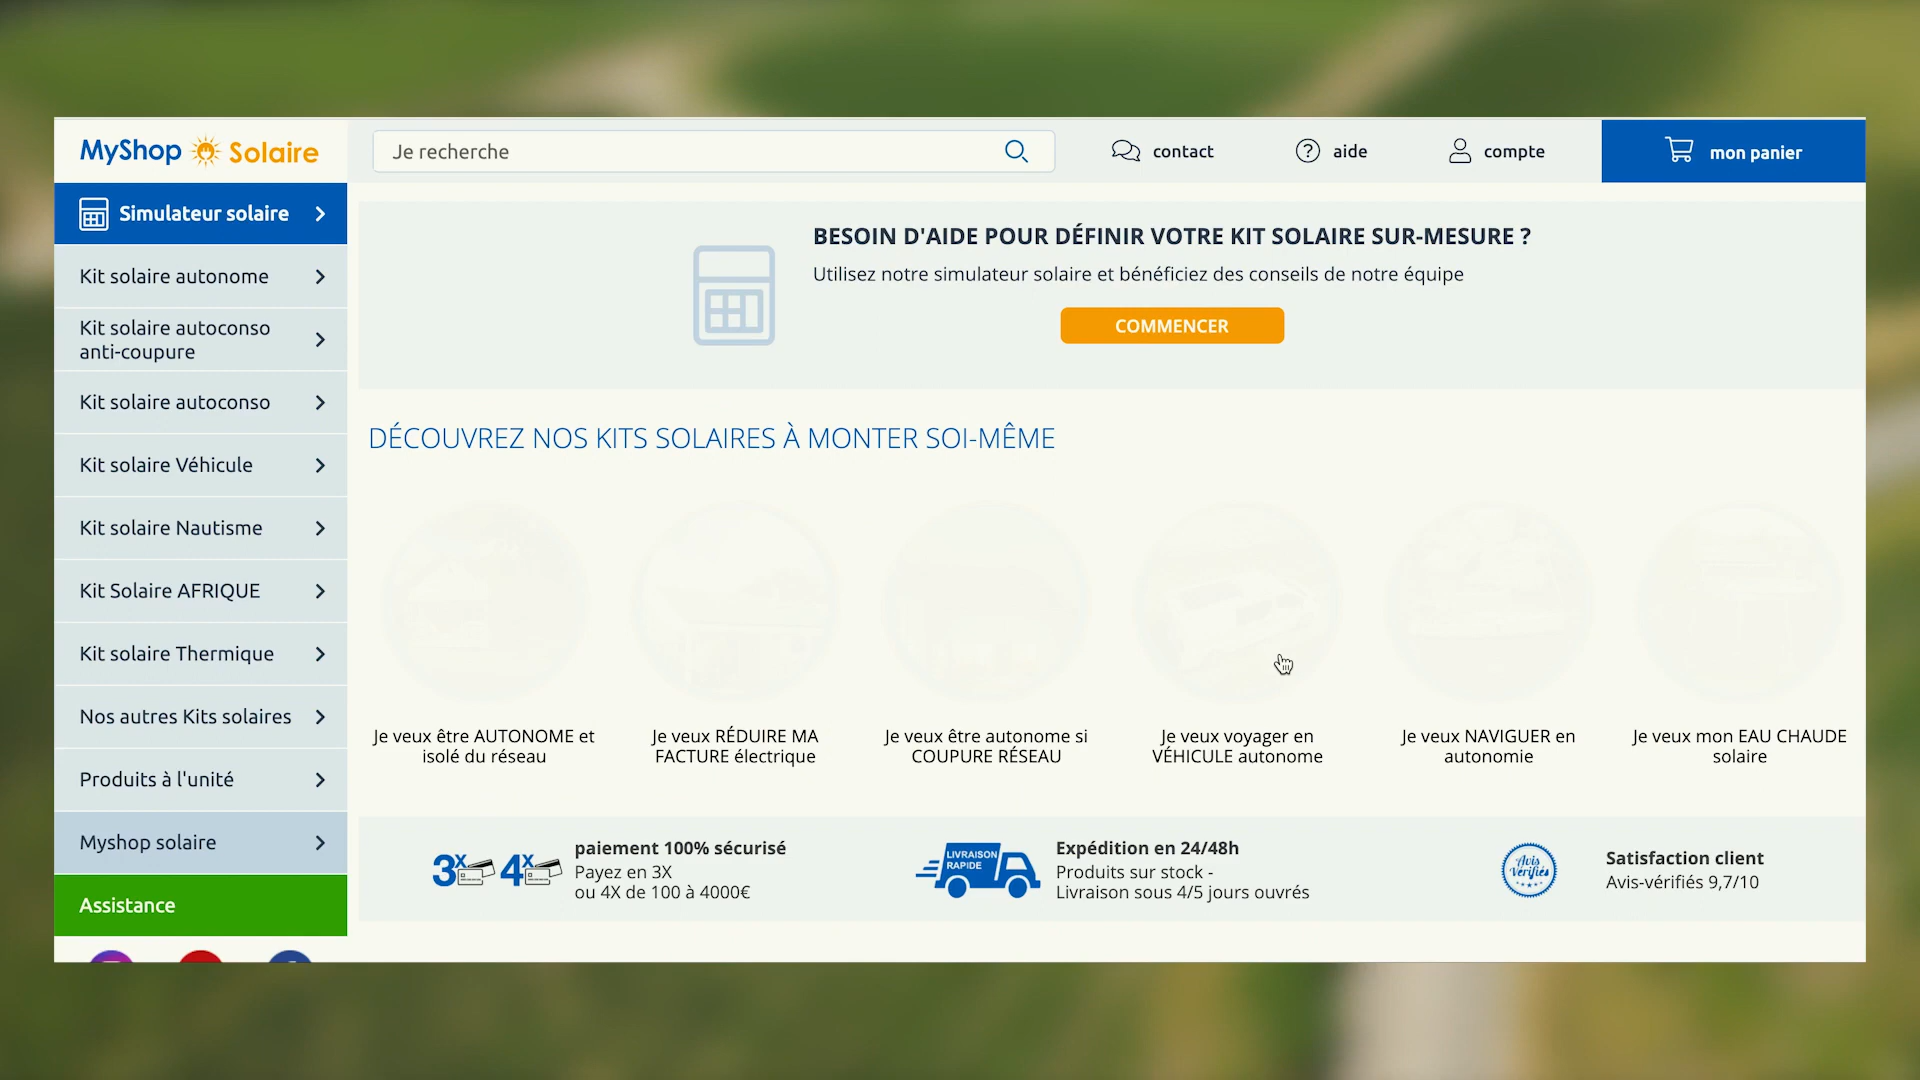 MyShop Solaire
Je recherche
contact
aide
compte
mon panier
Simulateur solaire
Kit solaire autonome
Kit solaire autoconso
anti-coupure
Kit solaire autoconso
Kit solaire Véhicule
Kit solaire Nautisme
Kit Solaire AFRIQUE
Kit solaire Thermique
Nos autres Kits solaires
Produits à l'unité
Myshop solaire
Assistance
BESOIN D'AIDE POUR DÉFINIR VOTRE KIT SOLAIRE SUR-MESURE ?
Utilisez notre simulateur solaire et bénéficiez des conseils de notre équipe
COMMENCER
DÉCOUVREZ NOS KITS SOLAIRES À MONTER SOI-MÊME
Je veux être AUTONOME et
isolé du réseau
Je veux RÉDUIRE MA
FACTURE électrique
Je veux être autonome si
COUPURE RÉSEAU
Je veux voyager en
VÉHICULE autonome
Je veux NAVIGUER en
autonomie
Je veux mon EAU CHAUDE
solaire
3X 4X
paiement 100% sécurisé
Payez en 3X
ou 4X de 100 à 4000€
LIVRAISON
RAPIDE
Expédition en 24/48h
Produits sur stock -
Livraison sous 4/5 jours ouvrés
Avis
Vérifiés
Satisfaction client
Avis-vérifiés 9,7/10